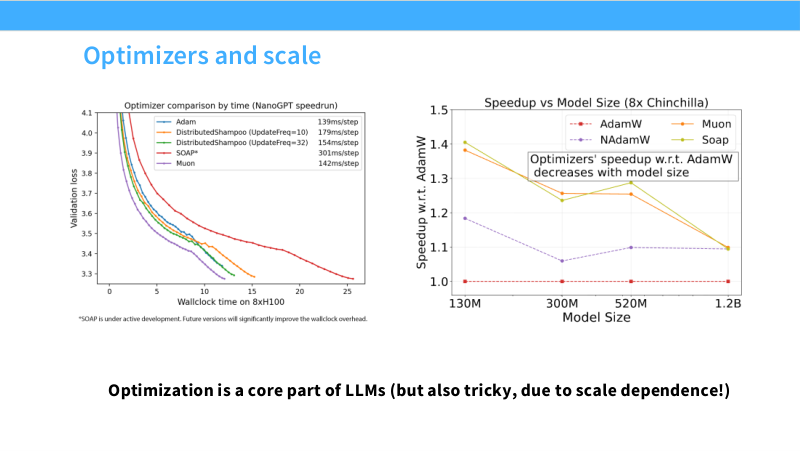 Optimizers and scale
Optimizer comparison by time (NanoGPT speedrun)
4.1
4.0
3.9
3.8
3.7
3.6
3.5
3.4
3.3
Validation loss
Adam 139ms/step
DistributedShampoo (UpdateFreq=10) 179ms/step
DistributedShampoo (UpdateFreq=32) 154ms/step
SOAP* 301ms/step
Muon 142ms/step
0 5 10 15 20 25
Wallclock time on 8xH100
*SOAP is under active development. Future versions will significantly improve the wallclock overhead.
Speedup vs Model Size (8x Chinchilla)
1.5
1.4
1.3
1.2
1.1
1.0
Speedup w.r.t. AdamW
AdamW Muon
NAdamW Soap
Optimizers' speedup w.r.t. AdamW
decreases with model size
130M 300M 520M 1.2B
Model Size
Optimization is a core part of LLMs (but also tricky, due to scale dependence!)